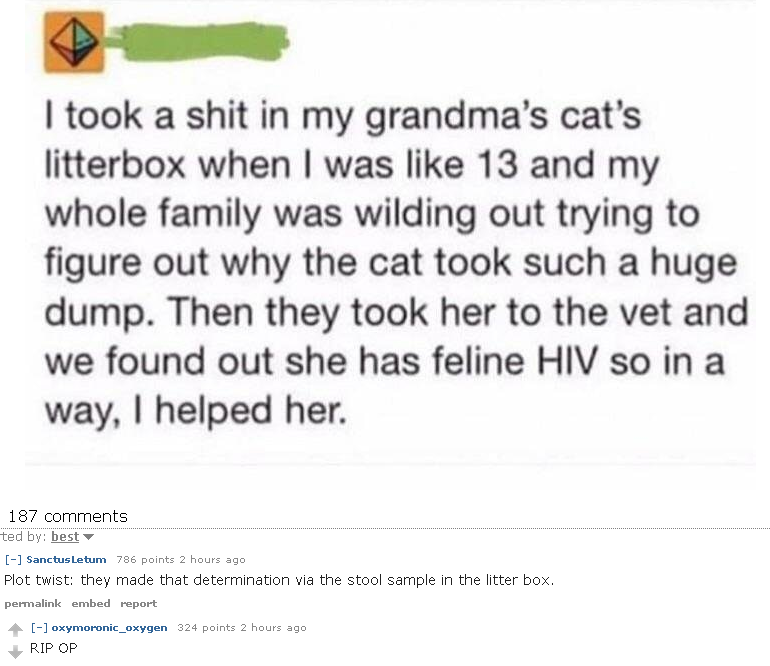 I took a shit in my grandma's cat's
litterbox when I was like 13 and my
whole family was wilding out trying to
figure out why the cat took such a huge
dump. Then they took her to the vet and
we found out she has feline HIV so in a
way, I helped her.
187 comments
ted by: best
[-] SanctusLetum 786 points 2 hours ago
Plot twist: they made that determination via the stool sample in the litter box.
permalink embed report
[-] oxymoronic_oxygen 324 points 2 hours ago
RIP OP